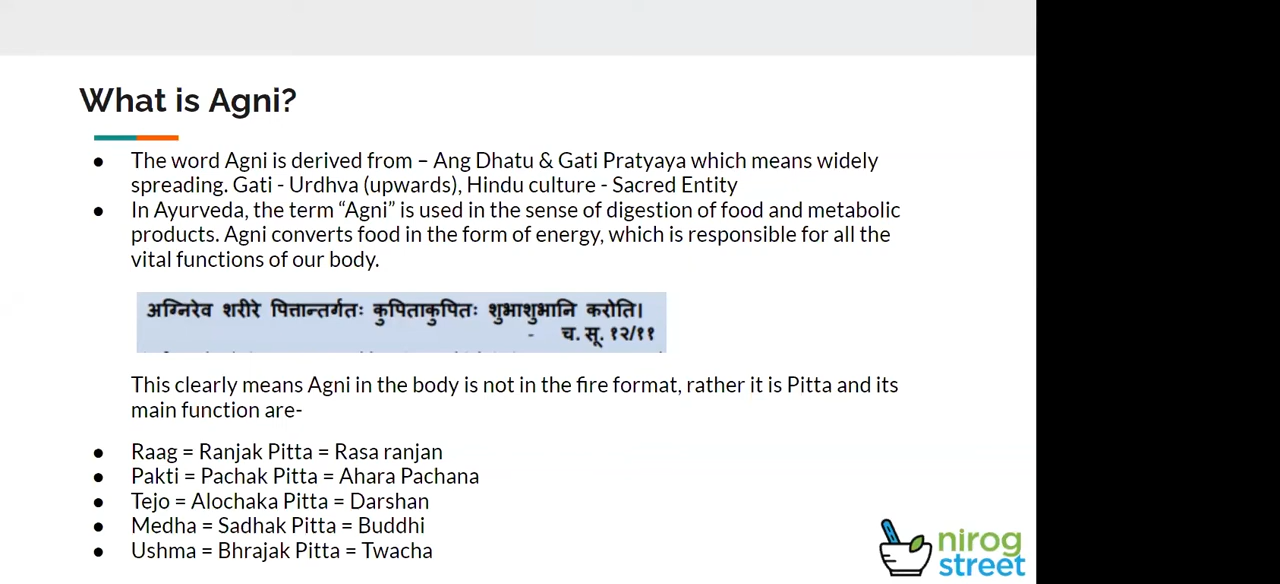 What is Agni?
● The word Agni is derived from – Ang Dhatu & Gati Pratyaya which means widely
spreading. Gati - Urdhva (upwards), Hindu culture - Sacred Entity
● In Ayurveda, the term “Agni” is used in the sense of digestion of food and metabolic
products. Agni converts food in the form of energy, which is responsible for all the
vital functions of our body.
अग्निरेव शरीरे पित्तान्तर्गतः कुपिताकुपितः शुभाशुभानि करोति।
- च. सू. १२/११
This clearly means Agni in the body is not in the fire format, rather it is Pitta and its
main function are-
● Raag = Ranjak Pitta = Rasa ranjan
● Pakti = Pachak Pitta = Ahara Pachana
● Tejo = Alochaka Pitta = Darshan
● Medha = Sadhak Pitta = Buddhi
● Ushma = Bhrajak Pitta = Twacha
nirog
street